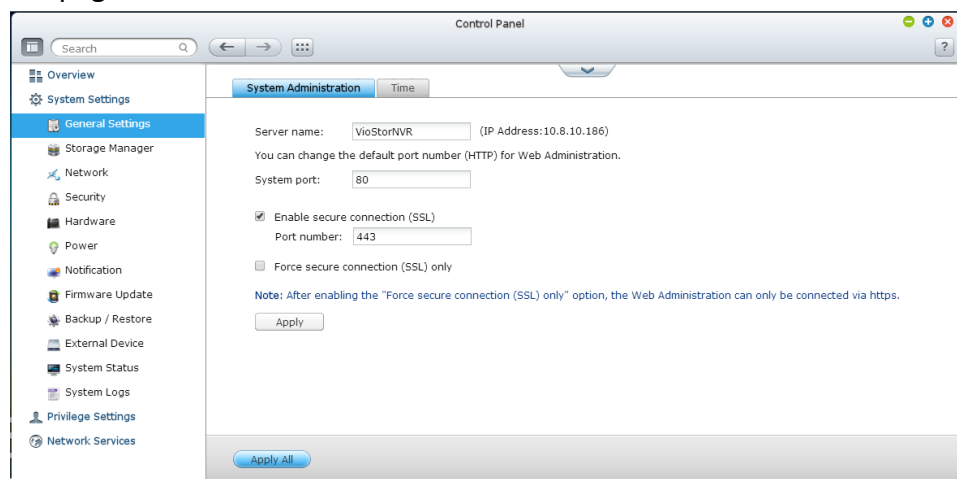 Control Panel
Search
?
Overview
System Settings
General Settings
Storage Manager
Network
Security
Hardware
Power
Notification
Firmware Update
Backup / Restore
External Device
System Status
System Logs
Privilege Settings
Network Services
System Administration
Time
Server name: VioStorNVR (IP Address:10.8.10.186)
You can change the default port number (HTTP) for Web Administration.
System port: 80
Enable secure connection (SSL)
Port number: 443
Force secure connection (SSL) only
Note: After enabling the "Force secure connection (SSL) only" option, the Web Administration can only be connected via https.
Apply
Apply All